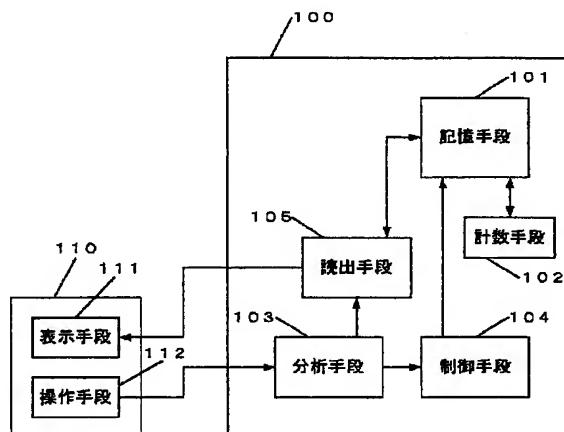 100
101
記憶手段
105
計数手段
102
110
111
読出手段
103
104
表示手段
112
分析手段
制御手段
操作手段